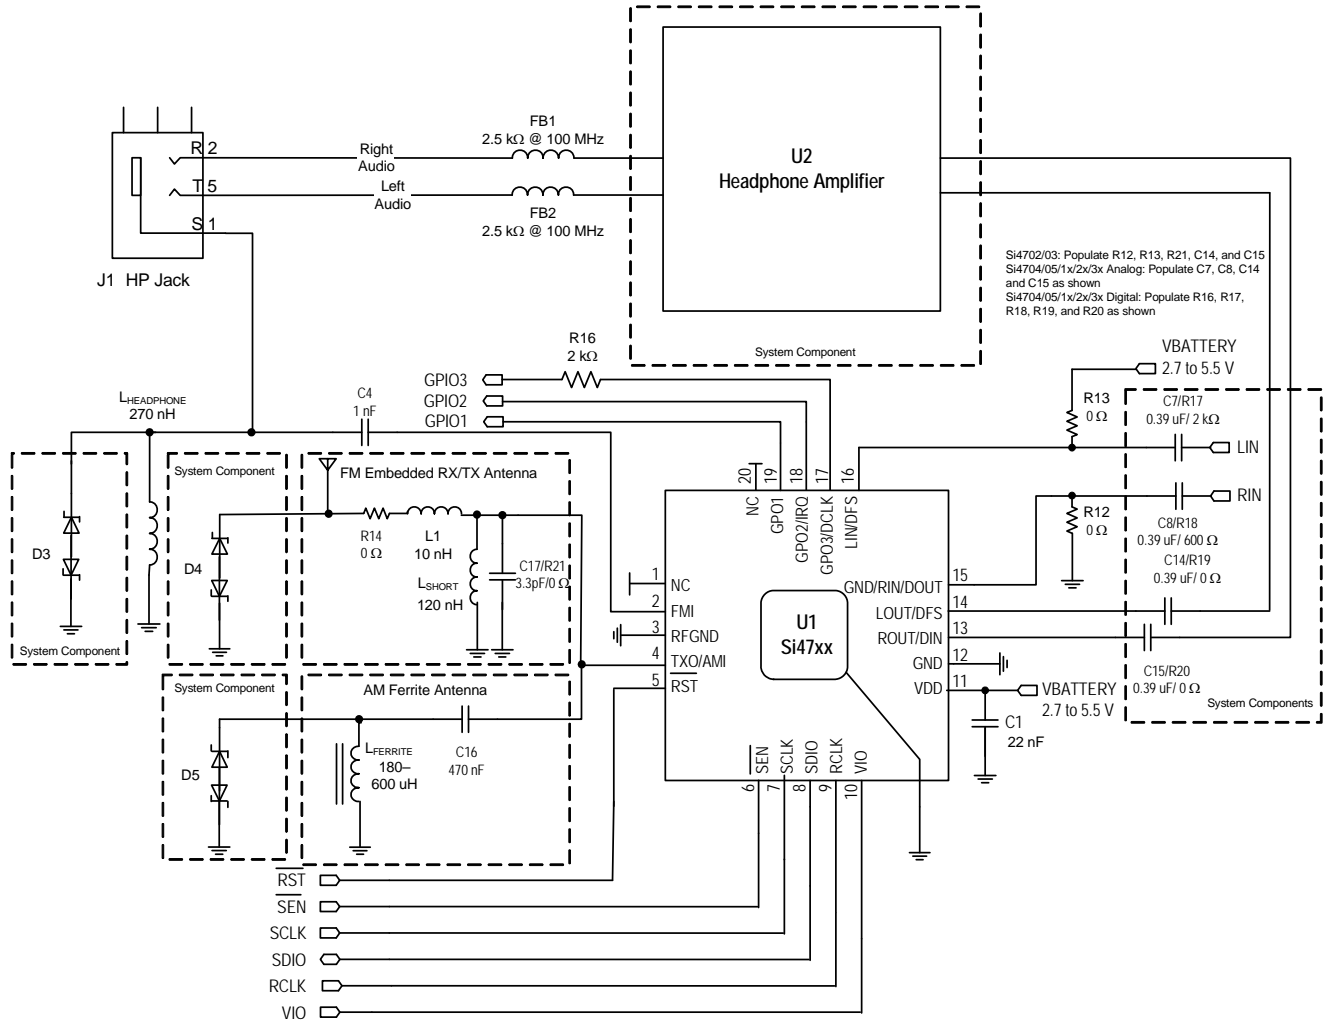 FB1
2.5 kΩ @ 100 MHz
U2
Headphone Amplifier
R 2
Right
Audio
T 5
Left
Audio
FB2
2.5 kΩ @ 100 MHz
S 1
J1 HP Jack
Si4702/03: Populate R12, R13, R21, C14, and C15
Si4704/05/1x/2x/3x Analog: Populate C7, C8, C14
and C15 as shown
Si4704/05/1x/2x/3x Digital: Populate R16, R17,
R18, R19, and R20 as shown
System Component
R16
2 kΩ
GPIO3
GPIO2
GPIO1
VBATTERY
2.7 to 5.5 V
LHEADPHONE
270 nH
C4
1 nF
R13
0 Ω
C7/R17
0.39 uF/ 2 kΩ
LIN
RIN
R12
0 Ω
C8/R18
0.39 uF/ 600 Ω
C14/R19
0.39 uF/ 0 Ω
C15/R20
0.39 uF/ 0 Ω
System Components
System Component
FM Embedded RX/TX Antenna
D3
System Component
D4
R14
0 Ω
L1
10 nH
LSHORT
120 nH
C17/R21
3.3pF/0 Ω
20
19
18
17
16
NC
GPO1
GPO2/IRQ
GPO3/DCLK
LIN/DFS
1
NC
2
FMI
3
RFGND
4
TXO/AMI
5
RST
U1
Si47xx
GND/RIN/DOUT
15
LOUT/DFS
14
ROUT/DIN
13
GND
12
VDD
11
VBATTERY
2.7 to 5.5 V
C1
22 nF
System Component
D5
AM Ferrite Antenna
LFERRITE
180–
600 uH
C16
470 nF
SEN
SCLK
SDIO
RCLK
VIO
6
7
8
9
10
RST
SEN
SCLK
SDIO
RCLK
VIO